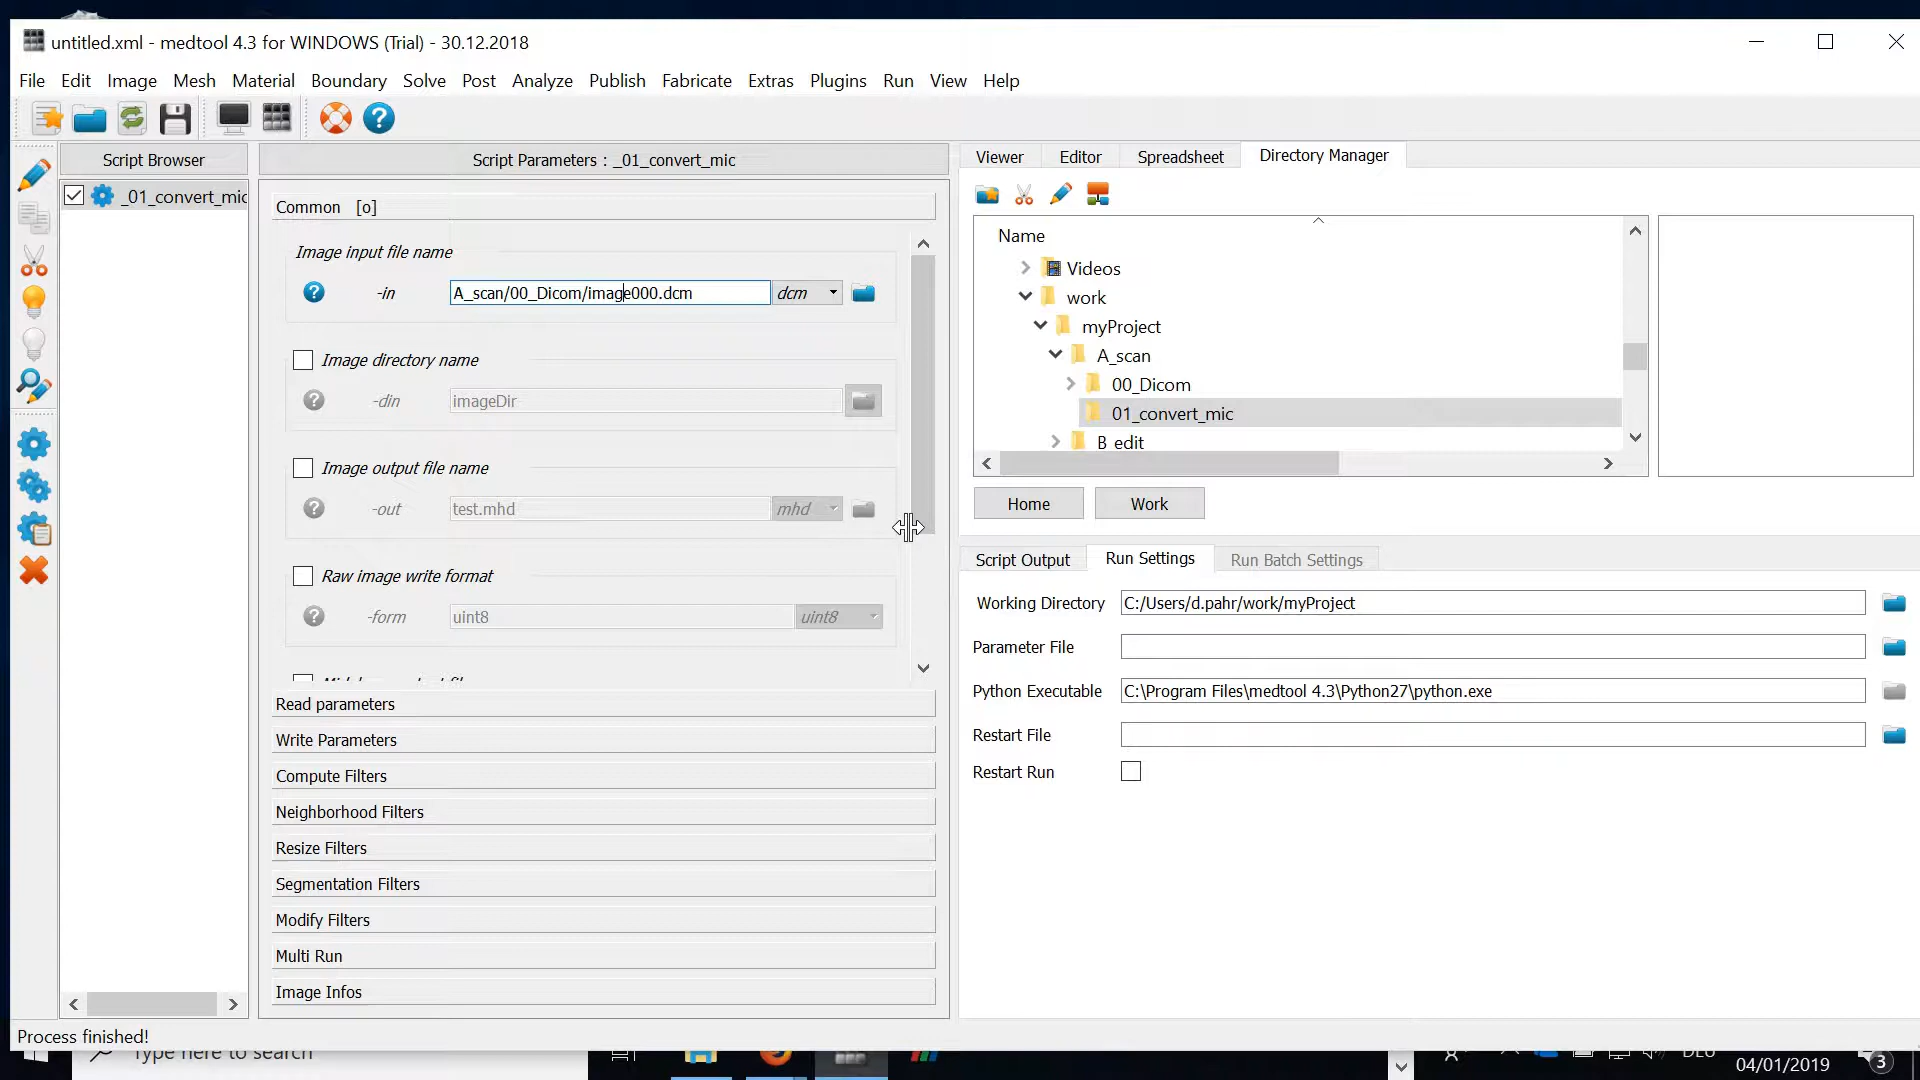 untitled.xml - medtool 4.3 for WINDOWS (Trial) - 30.12.2018
File Edit Image Mesh Material Boundary Solve Post Analyze Publish Fabricate Extras Plugins Run View Help
Script Browser
_01_convert_mic
Script Parameters : _01_convert_mic
Common [o]
Image input file name
-in A_scan/00_Dicom/image000.dcm dcm
Image directory name
-din imageDir
Image output file name
-out test.mhd mhd
Raw image write format
-form uint8 uint8
Read parameters
Write Parameters
Compute Filters
Neighborhood Filters
Resize Filters
Segmentation Filters
Modify Filters
Multi Run
Image Infos
Viewer Editor Spreadsheet Directory Manager
Name
Videos
work
myProject
A_scan
00_Dicom
01_convert_mic
B_edit
Home Work
Script Output Run Settings Run Batch Settings
Working Directory C:/Users/d.pahr/work/myProject
Parameter File
Python Executable C:\Program Files\medtool 4.3\Python27\python.exe
Restart File
Restart Run
Process finished!
Type here to search
DEU
04/01/2019
3